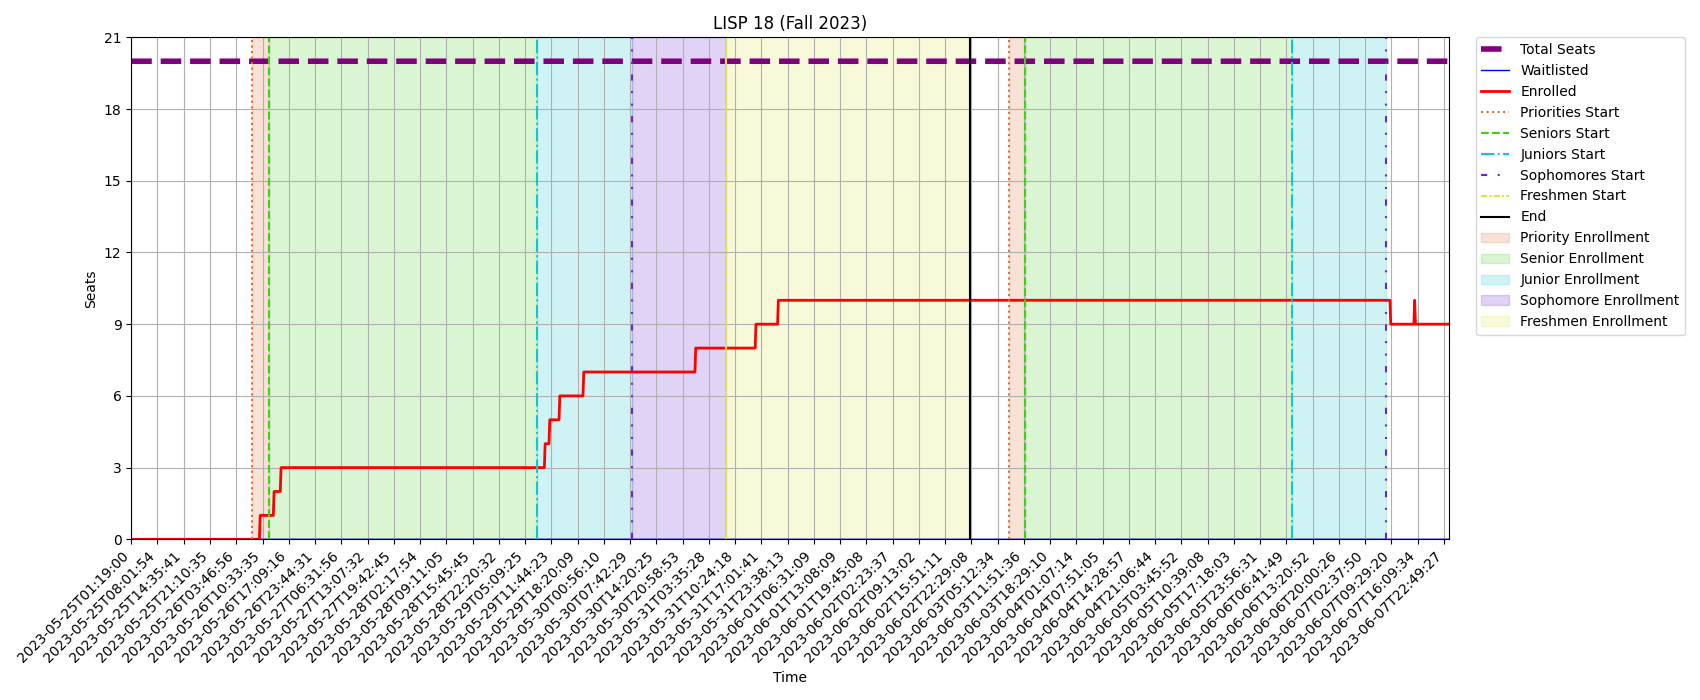 LISP 18 (Fall 2023)
Seats
21
18
15
12
9
6
3
0
2023-05-25T01:19:00
2023-05-25T08:01:54
2023-05-25T14:35:41
2023-05-25T21:10:35
2023-05-26T03:46:56
2023-05-26T10:33:35
2023-05-26T17:09:16
2023-05-26T23:44:31
2023-05-27T06:31:56
2023-05-27T13:07:32
2023-05-27T19:42:45
2023-05-28T02:17:54
2023-05-28T09:11:05
2023-05-28T15:45:45
2023-05-28T22:20:32
2023-05-29T05:09:25
2023-05-29T11:44:23
2023-05-29T18:20:09
2023-05-30T00:56:10
2023-05-30T07:42:29
2023-05-30T14:20:25
2023-05-30T20:58:53
2023-05-31T03:35:28
2023-05-31T10:24:18
2023-05-31T17:01:41
2023-05-31T23:38:13
2023-06-01T06:31:09
2023-06-01T13:08:09
2023-06-01T19:45:08
2023-06-02T02:23:37
2023-06-02T09:13:02
2023-06-02T15:51:11
2023-06-02T22:29:08
2023-06-03T05:12:34
2023-06-03T11:51:36
2023-06-03T18:29:10
2023-06-04T01:07:14
2023-06-04T07:51:05
2023-06-04T14:28:57
2023-06-04T21:06:44
2023-06-05T03:45:52
2023-06-05T10:39:08
2023-06-05T17:18:03
2023-06-05T23:56:31
2023-06-06T06:41:49
2023-06-06T13:20:52
2023-06-06T20:00:26
2023-06-07T02:37:50
2023-06-07T09:29:20
2023-06-07T16:09:34
2023-06-07T22:49:27
Time
Total Seats
Waitlisted
Enrolled
Priorities Start
Seniors Start
Juniors Start
Sophomores Start
Freshmen Start
End
Priority Enrollment
Senior Enrollment
Junior Enrollment
Sophomore Enrollment
Freshmen Enrollment